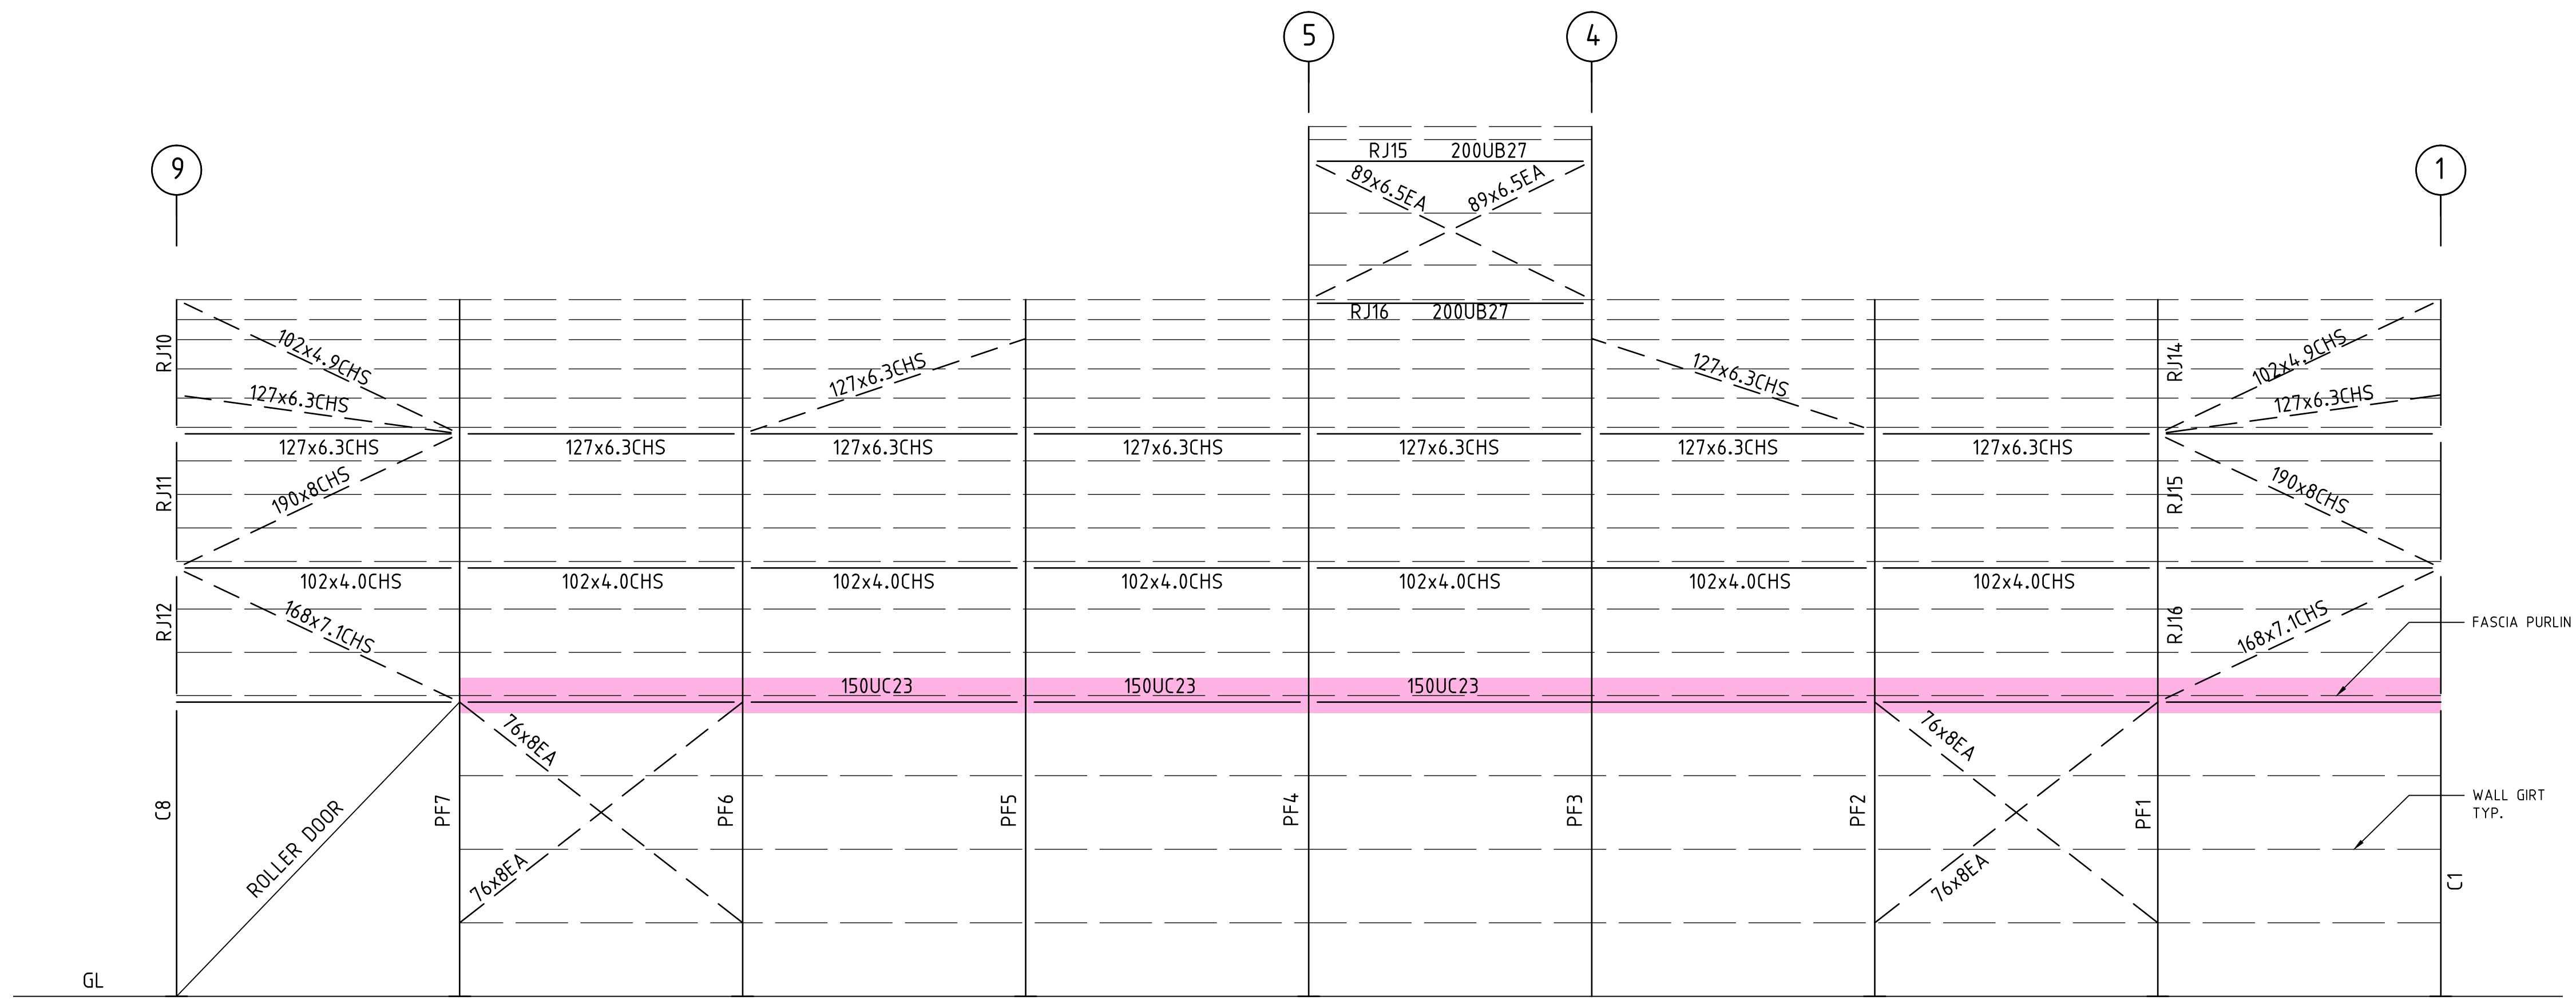 5
4
9
1
RJ15 200UB27
89x6.5EA
89x6.5EA
RJ16 200UB27
RJ10
102x4.9CHS
127x6.3CHS
127x6.3CHS
127x6.3CHS
RJ14
102x4.9CHS
127x6.3CHS
127x6.3CHS
127x6.3CHS
127x6.3CHS
127x6.3CHS
127x6.3CHS
127x6.3CHS
127x6.3CHS
RJ11
190x8CHS
RJ15
190x8CHS
102x4.0CHS
102x4.0CHS
102x4.0CHS
102x4.0CHS
102x4.0CHS
102x4.0CHS
102x4.0CHS
RJ12
168x7.1CHS
RJ16
168x7.1CHS
FASCIA PURLIN
150UC23
150UC23
150UC23
76x8EA
76x8EA
C8
ROLLER DOOR
PF7
PF6
PF5
PF4
PF3
PF2
PF1
WALL GIRT
TYP.
76x8EA
76x8EA
C1
GL